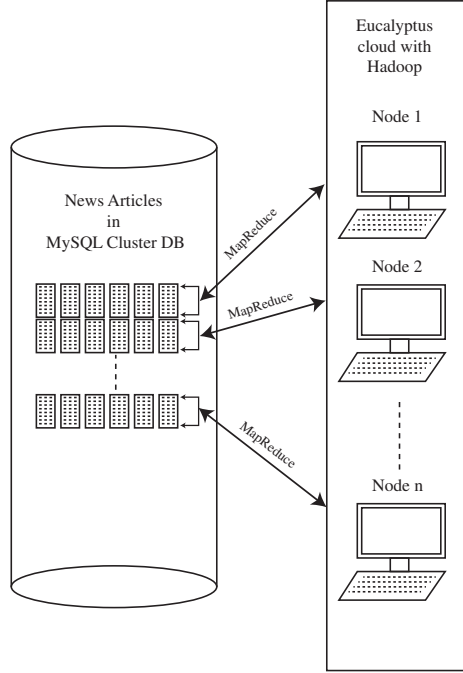 Eucalyptus
cloud with
Hadoop
Node 1
News Articles
in
MySQL Cluster DB
MapReduce
Node 2
MapReduce
MapReduce
Node n